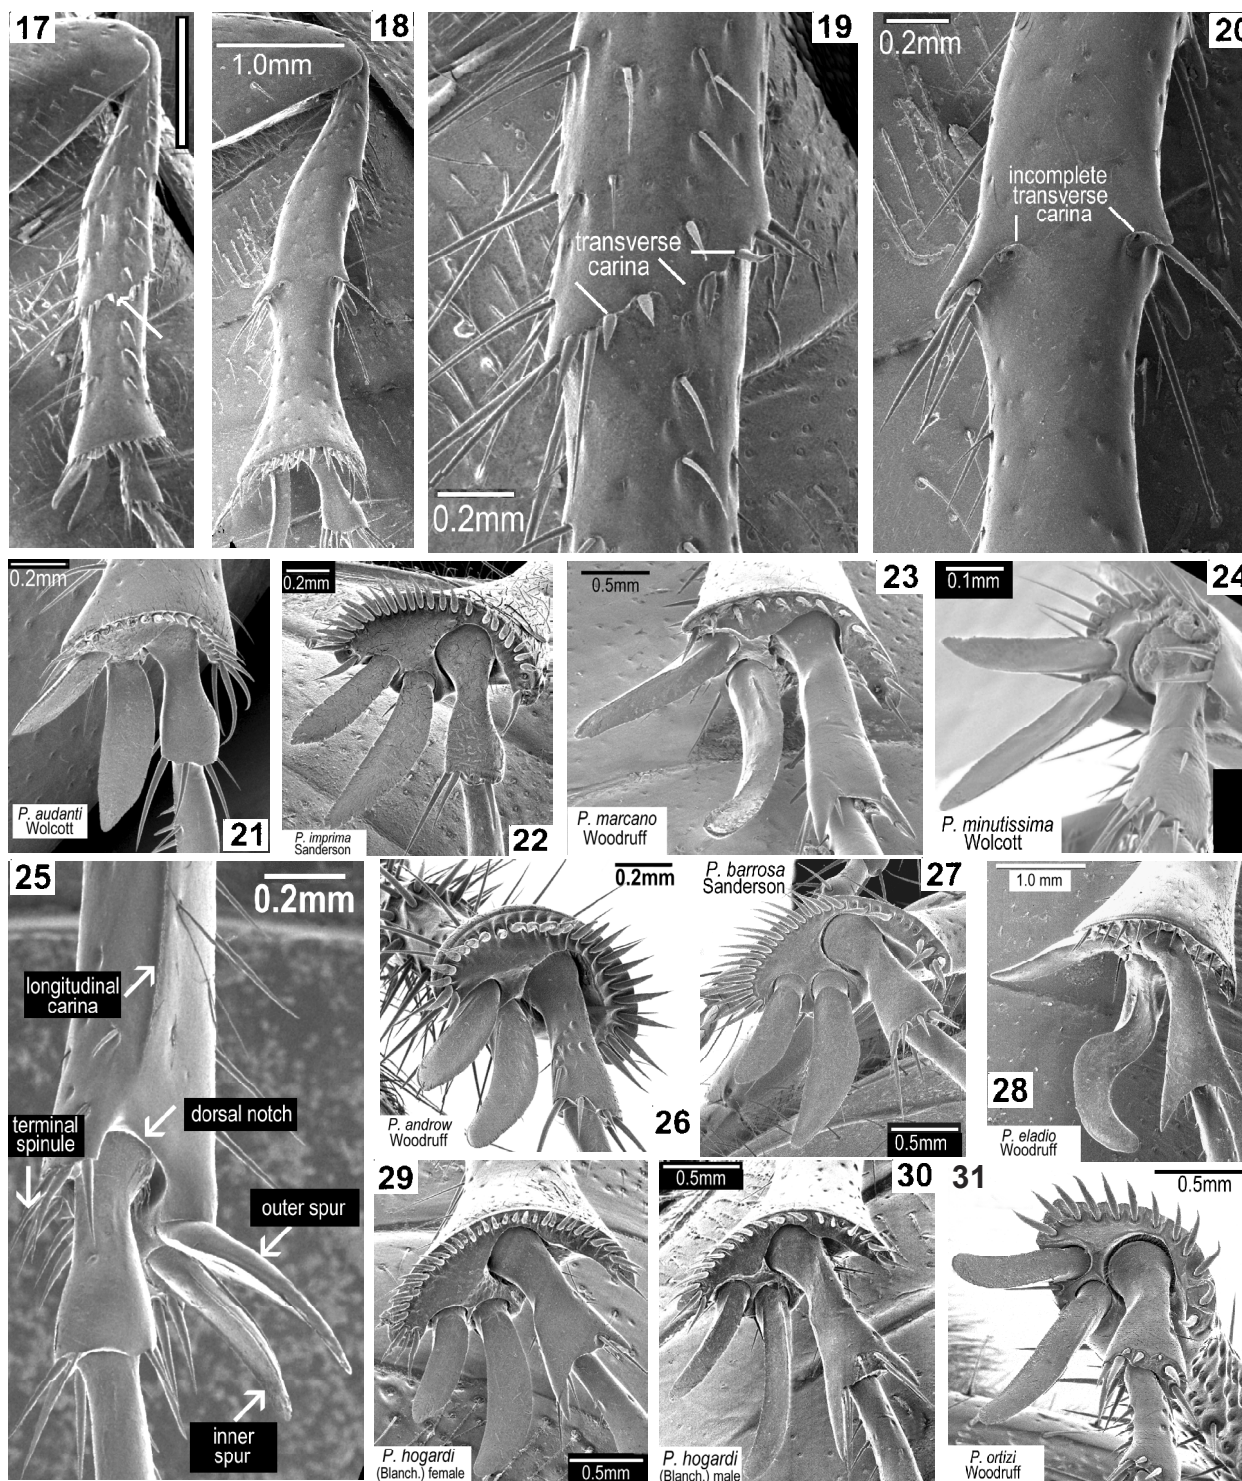 17
18
1.0mm
19
transverse
carina
0.2mm
20
0.2mm
incomplete
transverse
carina
0.2mm
P. audanti
Wolcott
21
0.2mm
P. imprima
Sanderson
22
23
0.5mm
P. marcano
Woodruff
24
0.1mm
P. minutissima
Wolcott
25
0.2mm
longitudinal
carina
dorsal notch
terminal
spinule
outer spur
inner
spur
0.2mm
P. androw
Woodruff
26
P. barrosa
Sanderson
27
0.5mm
1.0 mm
28
P. eladio
Woodruff
29
P. hogardi
(Blanch.) female
0.5mm
0.5mm
30
P. hogardi
(Blanch.) male
31
0.5mm
P. ortizi
Woodruff